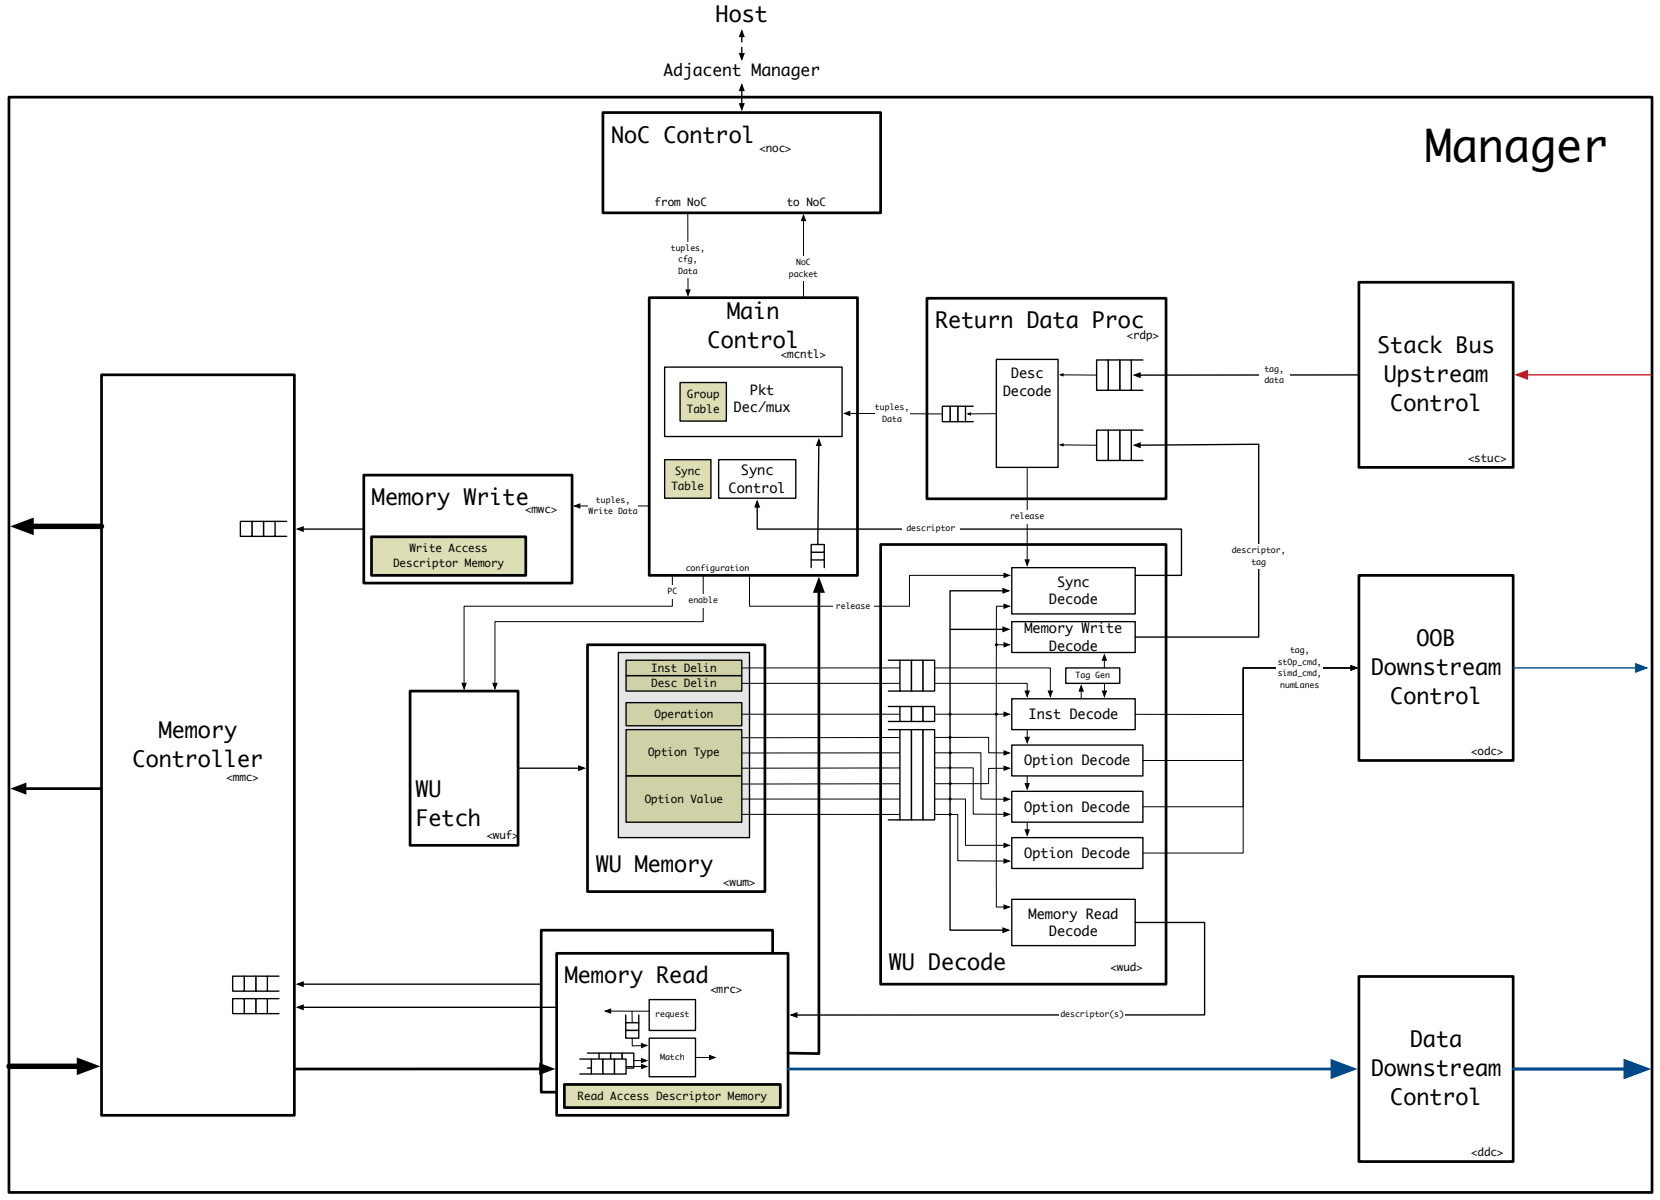 Host
Adjacent Manager
Manager
NoC Control
<noc>
from NoC
to NoC
tuples,
cfg,
Data
NoC
packet
Main
Control
<mcntl>
Group
Table
Pkt
Dec/mux
Sync
Table
Sync
Control
configuration
PC
enable
release
Return Data Proc
<rdp>
Desc
Decode
tuples,
Data
tag,
data
release
descriptor
descriptor,
tag
Stack Bus
Upstream
Control
<stuc>
Memory Write
<mwc>
Write Access
Descriptor Memory
tuples,
Write Data
Memory
Controller
<mmc>
WU
Fetch
<wuf>
Inst Delin
Desc Delin
Operation
Option Type
Option Value
WU Memory
<wum>
Sync
Decode
Memory Write
Decode
Tag Gen
Inst Decode
Option Decode
Option Decode
Option Decode
Memory Read
Decode
WU Decode
<wud>
tag,
stOp_cmd,
simd_cmd,
numLanes
OOB
Downstream
Control
<odc>
Memory Read
<mrc>
request
Match
Read Access Descriptor Memory
descriptor(s)
Data
Downstream
Control
<ddc>